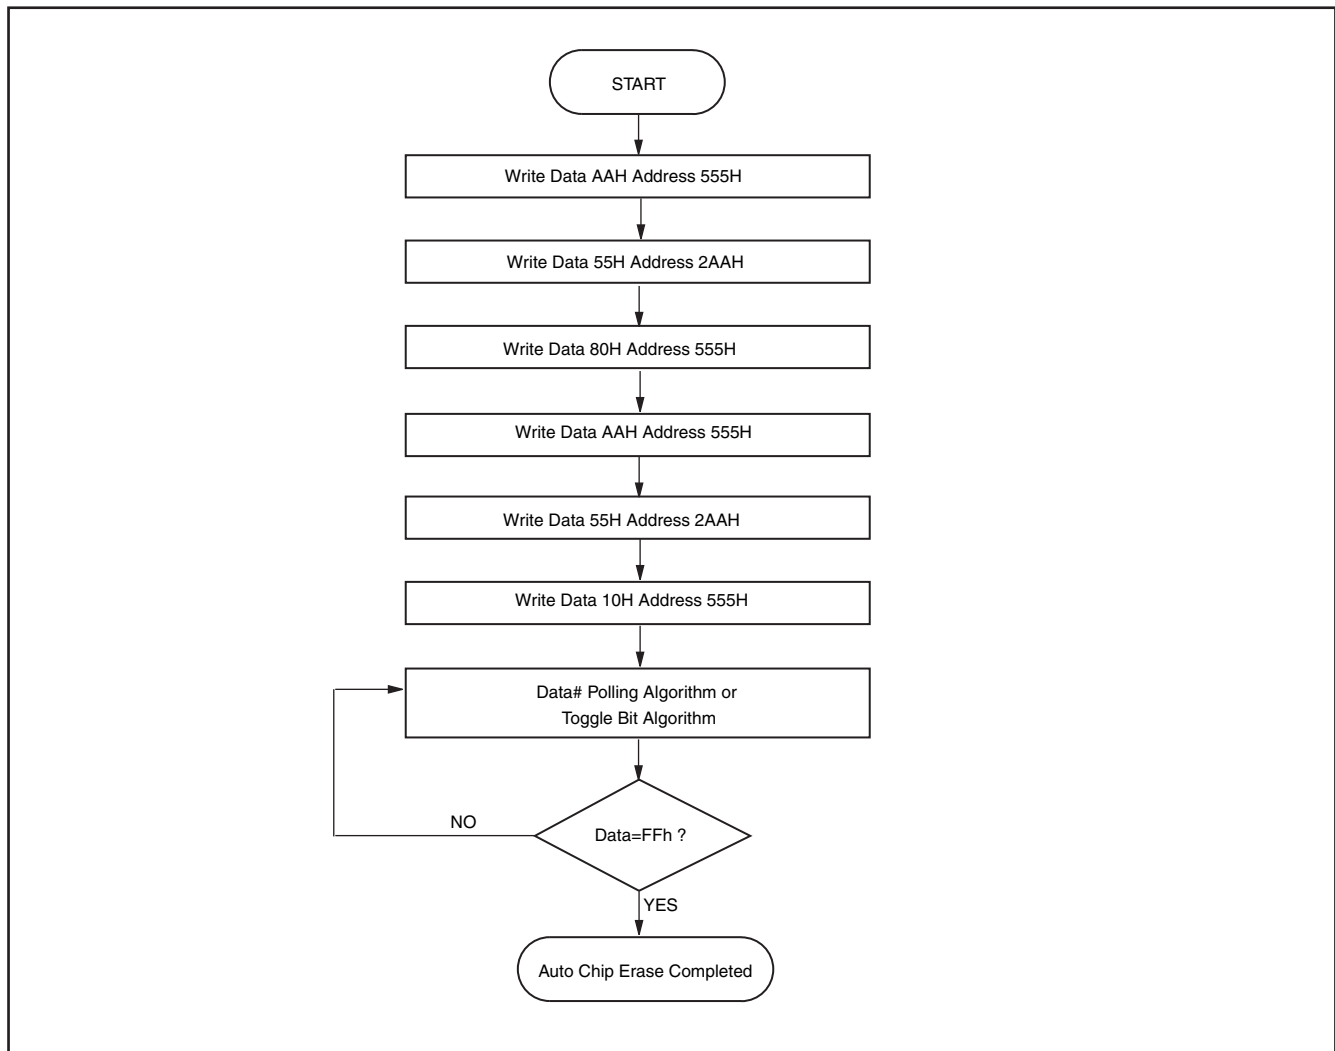 START
Write Data AAH Address 555H
Write Data 55H Address 2AAH
Write Data 80H Address 555H
Write Data AAH Address 555H
Write Data 55H Address 2AAH
Write Data 10H Address 555H
Data# Polling Algorithm or
Toggle Bit Algorithm
NO
Data=FFh ?
YES
Auto Chip Erase Completed